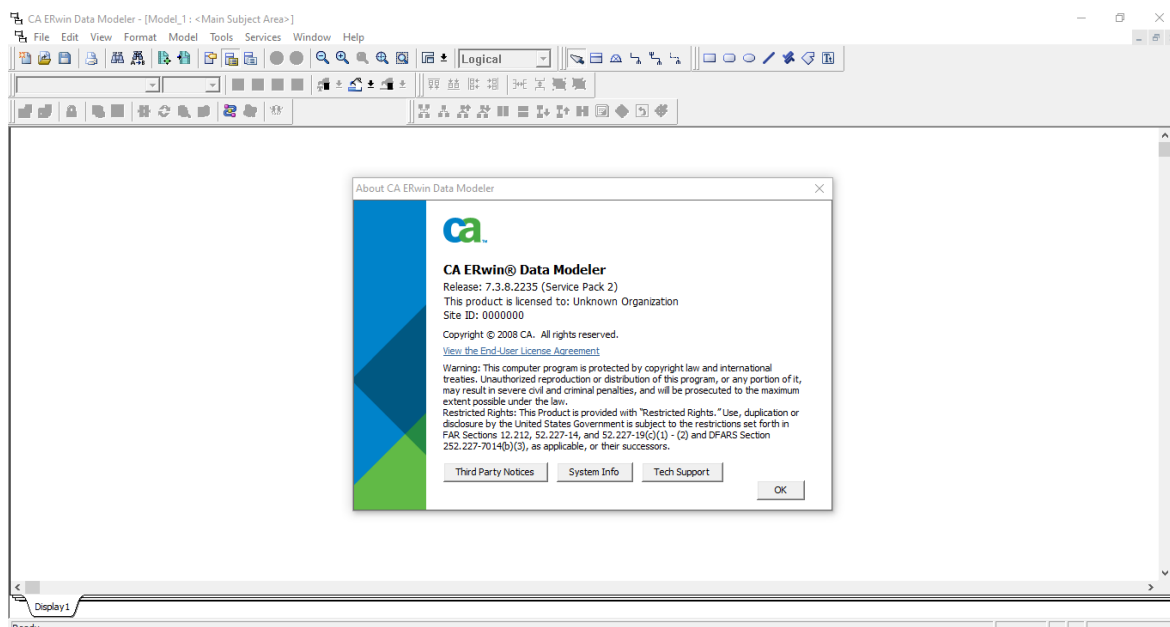 CA ERwin Data Modeler - [Model_1 : <Main Subject Area>]
File Edit View Format Model Tools Services Window Help
Logical
About CA ERwin Data Modeler
ca
CA ERwin® Data Modeler
Release: 7.3.8.2235 (Service Pack 2)
This product is licensed to: Unknown Organization
Site ID: 0000000
Copyright © 2008 CA. All rights reserved.
View the End-User License Agreement
Warning: This computer program is protected by copyright law and international
treaties. Unauthorized reproduction or distribution of this program, or any portion of it,
may result in severe civil and criminal penalties, and will be prosecuted to the maximum
extent possible under the law.
Restricted Rights: This Product is provided with "Restricted Rights." Use, duplication or
disclosure by the United States Government is subject to the restrictions set forth in
FAR Sections 12.212, 52.227-14, and 52.227-19(c)(1) - (2) and DFARS Section
252.227-7014(b)(3), as applicable, or their successors.
Third Party Notices System Info Tech Support
OK
Display1